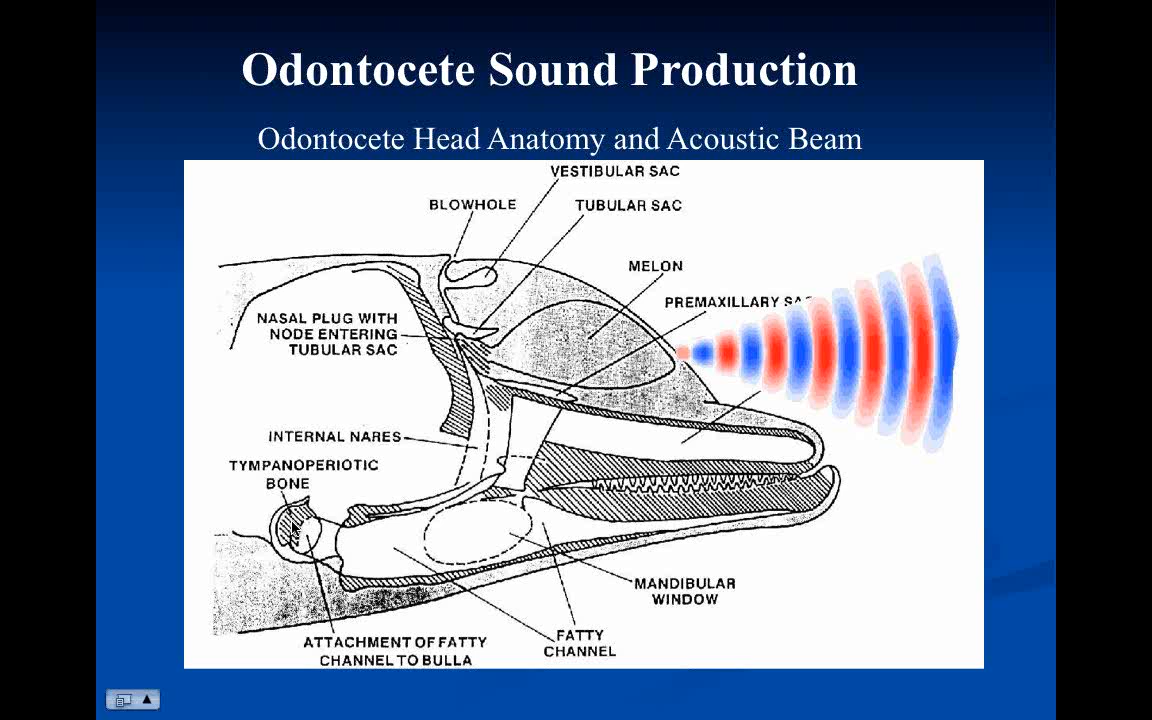 Odontocete Sound Production
Odontocete Head Anatomy and Acoustic Beam
VESTIBULAR SAC
BLOWHOLE
TUBULAR SAC
MELON
PREMAXILLARY
NASAL PLUG WITH
NODE ENTERING
TUBULAR SAC
INTERNAL NARES
TYMPANOPERIOTIC
BONE
MANDIBULAR
WINDOW
FATTY
CHANNEL
ATTACHMENT OF FATTY
CHANNEL TO BULLA